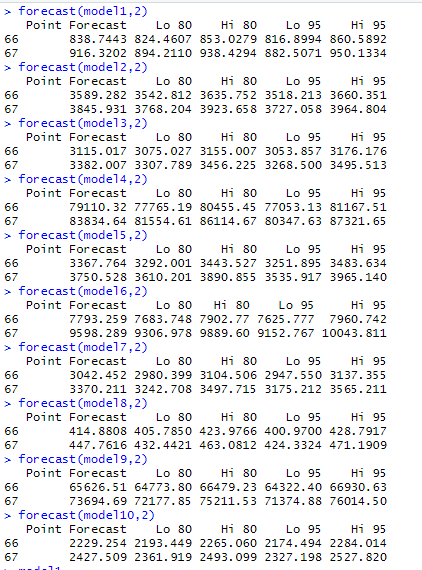 > forecast(model1,2)
Point Forecast Lo 80 Hi 80 Lo 95 Hi 95
66 838.7443 824.4607 853.0279 816.8994 860.5892
67 916.3202 894.2110 938.4294 882.5071 950.1334
> forecast(model2,2)
Point Forecast Lo 80 Hi 80 Lo 95 Hi 95
66 3589.282 3542.812 3635.752 3518.213 3660.351
67 3845.931 3768.204 3923.658 3727.058 3964.804
> forecast(model3,2)
Point Forecast Lo 80 Hi 80 Lo 95 Hi 95
66 3115.017 3075.027 3155.007 3053.857 3176.176
67 3382.007 3307.789 3456.225 3268.500 3495.513
> forecast(model4,2)
Point Forecast Lo 80 Hi 80 Lo 95 Hi 95
66 79110.32 77765.19 80455.45 77053.13 81167.51
67 83834.64 81554.61 86114.67 80347.63 87321.65
> forecast(model5,2)
Point Forecast Lo 80 Hi 80 Lo 95 Hi 95
66 3367.764 3292.001 3443.527 3251.895 3483.634
67 3750.528 3610.201 3890.855 3535.917 3965.140
> forecast(model6,2)
Point Forecast Lo 80 Hi 80 Lo 95 Hi 95
66 7793.259 7683.748 7902.77 7625.777 7960.742
67 9598.289 9306.978 9889.60 9152.767 10043.811
> forecast(model7,2)
Point Forecast Lo 80 Hi 80 Lo 95 Hi 95
66 3042.452 2980.399 3104.506 2947.550 3137.355
67 3370.211 3242.708 3497.715 3175.212 3565.211
> forecast(model8,2)
Point Forecast Lo 80 Hi 80 Lo 95 Hi 95
66 414.8808 405.7850 423.9766 400.9700 428.7917
67 447.7616 432.4421 463.0812 424.3324 471.1909
> forecast(model9,2)
Point Forecast Lo 80 Hi 80 Lo 95 Hi 95
66 65626.51 64773.80 66479.23 64322.40 66930.63
67 73694.69 72177.85 75211.53 71374.88 76014.50
> forecast(model10,2)
Point Forecast Lo 80 Hi 80 Lo 95 Hi 95
66 2229.254 2193.449 2265.060 2174.494 2284.014
67 2427.509 2361.919 2493.099 2327.198 2527.820